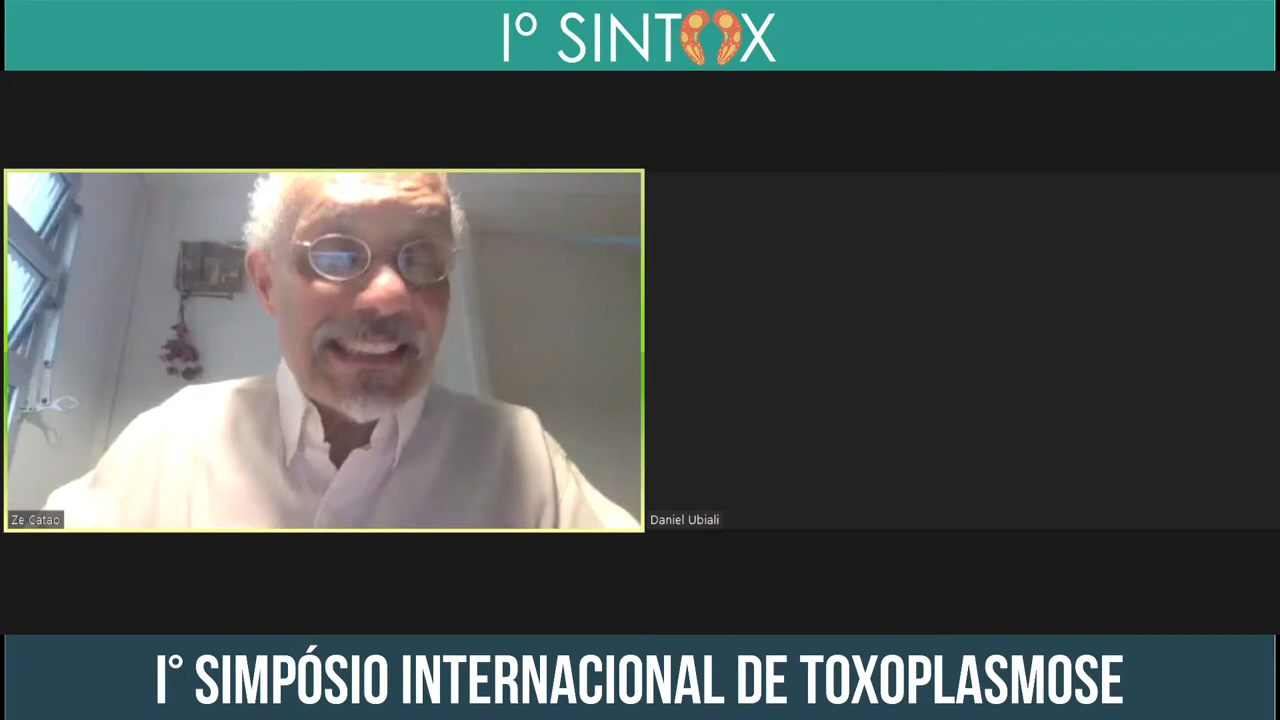 I° SINTOX
Ze Catao
Daniel Ubiali
I° SIMPÓSIO INTERNACIONAL DE TOXOPLASMOSE